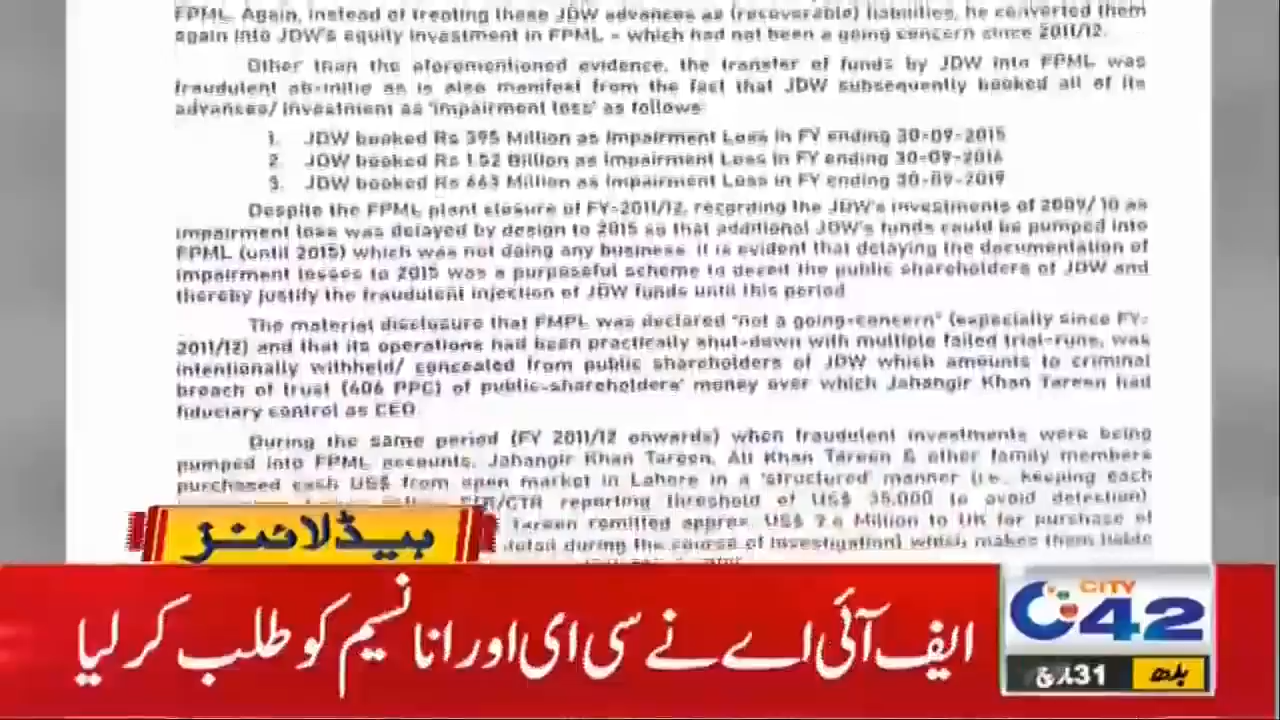 FPML. Again, instead of treating these JDW advances as (recoverable) liabilities, he converted them
again into JDW's equity investment in FPML – which had not been a going concern since 2011/12.
Other than the aforementioned evidence, the transfer of funds by JDW into FPML was
fraudulent ab-initio as is also manifest from the fact that JDW subsequently booked all of its
advances/ investment as 'impairment loss' as follows
1. JDW booked Rs 395 Million as Impairment Loss in FY ending 30-09-2015
2. JDW booked Rs 1.52 Billion as Impairment Loss in FY ending 30-09-2016
3. JDW booked Rs 663 Million as Impairment Loss in FY ending 30-09-2019
Despite the FPML plant closure of FY-2011/12, recording the JDW's investments of 2009/10 as
impairment loss was delayed by design to 2015 so that additional JDW's funds could be pumped into
FPML (until 2015) which was not doing any business. It is evident that delaying the documentation of
impairment losses to 2015 was a purposeful scheme to deceit the public shareholders of JDW and
thereby justify the fraudulent injection of JDW funds until this period
The material disclosure that FMPL was declared "not a going-concern" (especially since FY-
2011/12) and that its operations had been practically shut-down with multiple failed trial-runs, was
intentionally withheld/ concealed from public shareholders of JDW which amounts to criminal
breach of trust (406 PPC) of public-shareholders' money over which Jahangir Khan Tareen had
fiduciary control as CEO.
During the same period (FY 2011/12 onwards) when fraudulent investments were being
pumped into FPML accounts, Jahangir Khan Tareen, Ali Khan Tareen & other family members
purchased cash US$ from open market in Lahore in a 'structured' manner (i.e., keeping each
/CTR reporting threshold of US$ 35,000 to avoid detection).
Tareen remitted approx. US$ 7.4 Million to UK for purchase of
detail during the course of investigation) which makes them liable
ہیڈلائنز
ایف آئی اے نے سی ای او رانا نسیم کو طلب کر لیا
CITY
42
31 مارچ
بدھ